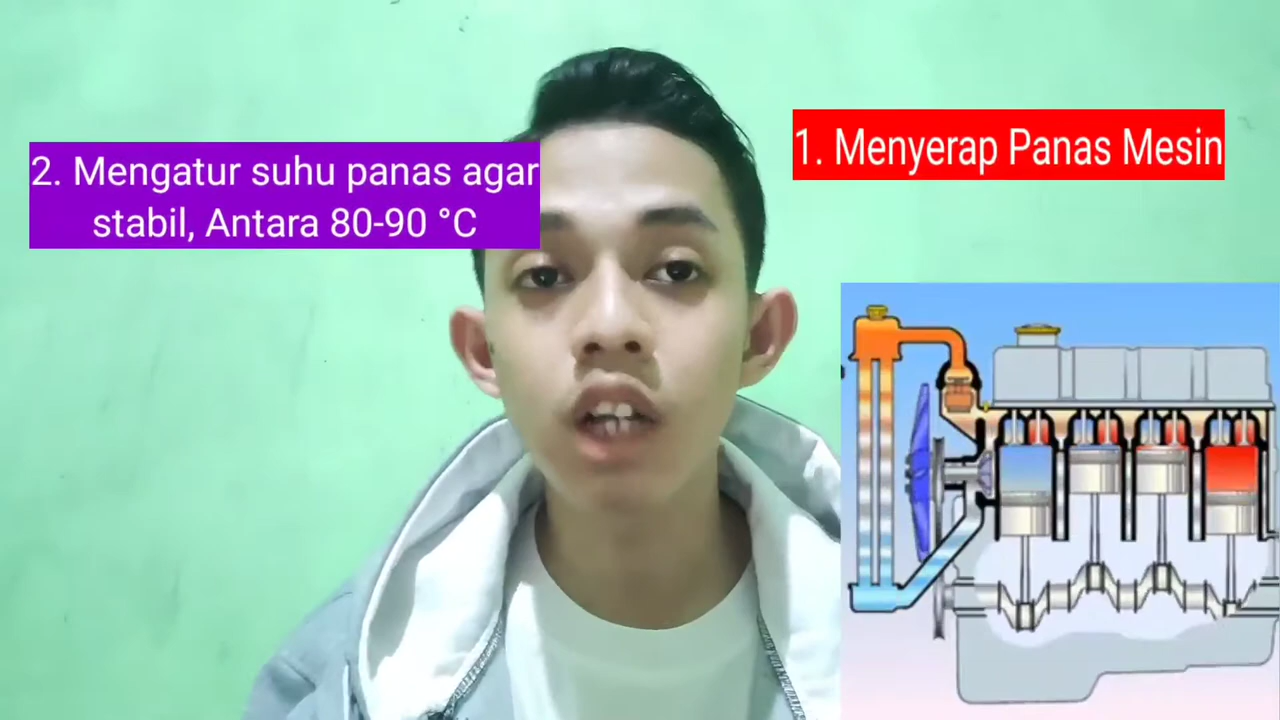 1. Menyerap Panas Mesin
2. Mengatur suhu panas agar
stabil, Antara 80-90 °C